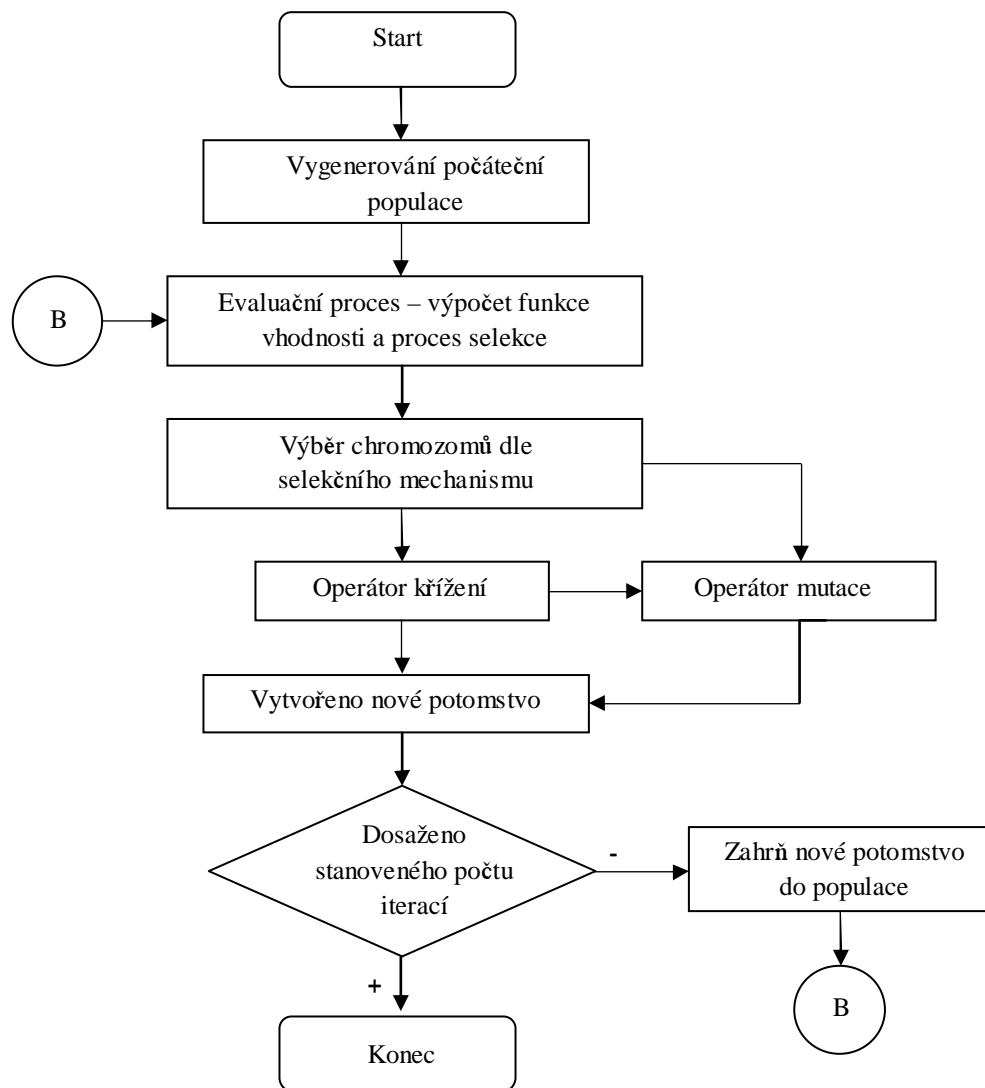 Start
Vygenerování počáteční
populace
B
Evaluační proces – výpočet funkce
vhodnosti a proces selekce
Výběr chromozomů dle
selekčního mechanismu
Operátor křížení
Operátor mutace
Vytvořeno nové potomstvo
Dosaženo
stanoveného počtu
iterací
-
Zahrň nové potomstvo
do populace
+
B
Konec